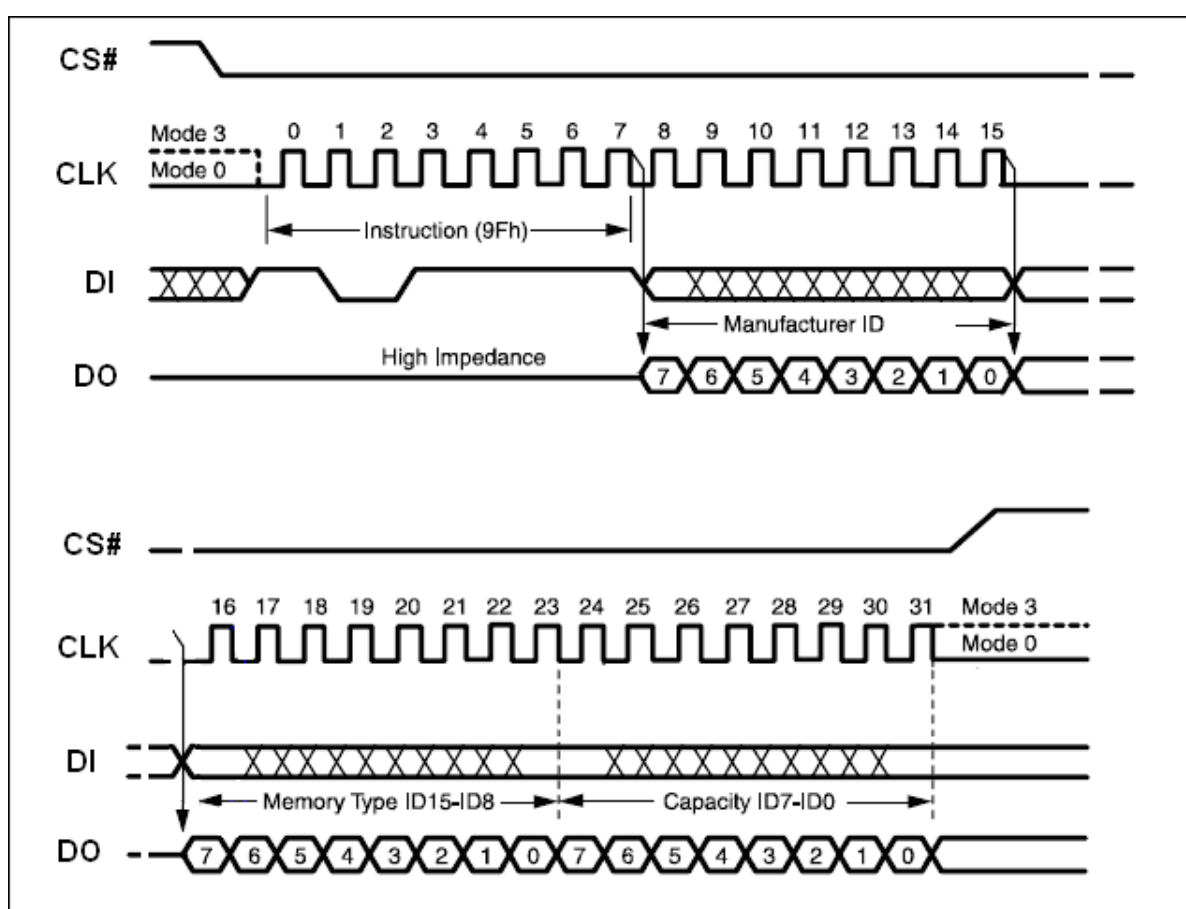 CS#
Mode 3
0 1 2 3 4 5 6 7 8 9 10 11 12 13 14 15
CLK
Mode 0
Instruction (9Fh)
DI
Manufacturer ID
High Impedance
DO
7 6 5 4 3 2 1 0
CS#
16 17 18 19 20 21 22 23 24 25 26 27 28 29 30 31 Mode 3
CLK
Mode 0
DI
Memory Type ID15-ID8 Capacity ID7-ID0
DO
7 6 5 4 3 2 1 0 7 6 5 4 3 2 1 0